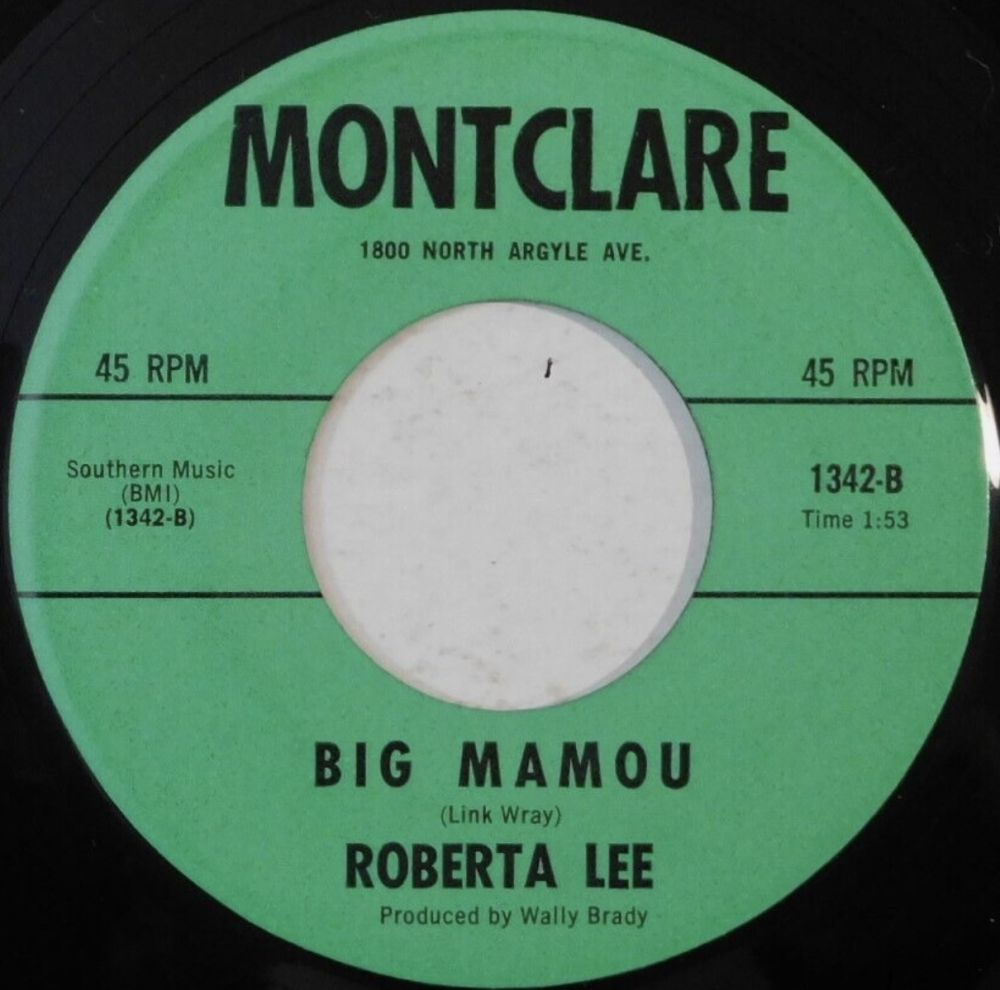 MONTCLARE
1800 NORTH ARGYLE AVE.
45 RPM
45 RPM
Southern Music
(BMI)
(1342-B)
1342-B
Time 1:53
BIG MAMOU
(Link Wray)
ROBERTA LEE
Produced by Wally Brady